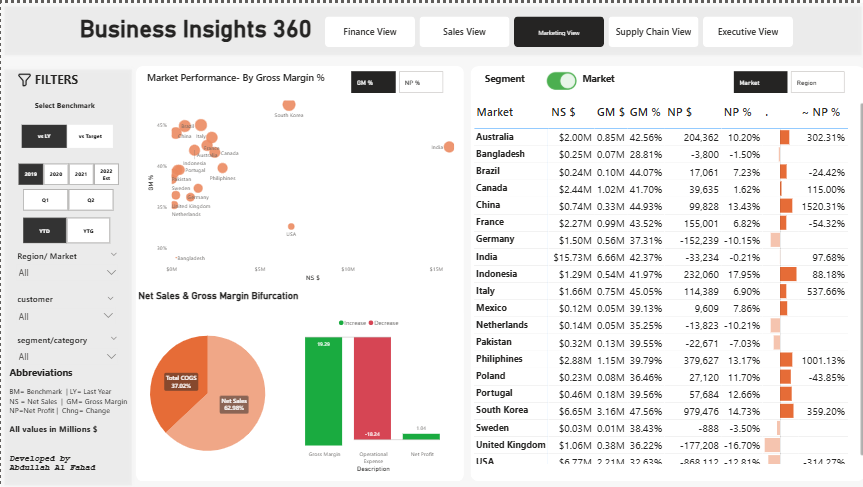 Business Insights 360
Finance View
Sales View
Marketing View
Supply Chain View
Executive View
FILTERS
Select Benchmark
vs LY
vs Target
2019
2020
2021
2022 Est
Q1
Q2
YTD
YTG
Region/ Market
All
customer
All
segment/category
All
Abbreviations
BM= Benchmark | LY= Last Year
NS = Net Sales | GM= Gross Margin
NP=Net Profit | Chng= Change
All values in Millions $
Developed by
Abdullah Al Fahad
Market Performance- By Gross Margin %
GM %
NP %
GM %
45%
40%
35%
30%
South Korea
India
China
Italy
Canada
Indonesia
Portugal
Pakistan
Philiphines
Sweden
Germany
United Kingdom
Netherlands
USA
Bangladesh
$0M
$5M
$10M
$15M
NS $
Net Sales & Gross Margin Bifurcation
Total COGS
37.02%
Net Sales
62.98%
Increase
Decrease
19.29
-18.24
1.04
Gross Margin
Operational Expense
Net Profit
Description
Segment
Market
Market
Region
Market NS $ GM $ GM % NP $ NP % . ~ NP %
Australia $2.00M 0.85M 42.56% 204,362 10.20% 302.31%
Bangladesh $0.25M 0.07M 28.81% -3,800 -1.50%
Brazil $0.24M 0.10M 44.07% 17,061 7.23% -24.42%
Canada $2.44M 1.02M 41.70% 39,635 1.62% 115.00%
China $0.74M 0.33M 44.93% 99,828 13.43% 1520.31%
France $2.27M 0.99M 43.52% 155,001 6.82% -54.32%
Germany $1.50M 0.56M 37.31% -152,239 -10.15%
India $15.73M 6.66M 42.37% -33,234 -0.21% 97.68%
Indonesia $1.29M 0.54M 41.97% 232,060 17.95% 88.18%
Italy $1.66M 0.75M 45.05% 114,389 6.90% 537.66%
Mexico $0.12M 0.05M 39.13% 9,609 7.86%
Netherlands $0.14M 0.05M 35.25% -13,823 -10.21%
Pakistan $0.32M 0.13M 39.55% -22,671 -7.03%
Philiphines $2.88M 1.15M 39.79% 379,627 13.17% 1001.13%
Poland $0.23M 0.08M 36.46% 27,120 11.70% -43.85%
Portugal $0.46M 0.18M 39.56% 57,684 12.66%
South Korea $6.65M 3.16M 47.56% 979,476 14.73% 359.20%
Sweden $0.03M 0.01M 38.43% -888 -3.50%
United Kingdom $1.06M 0.38M 36.22% -177,208 -16.70%
USA $6.77M 2.21M 32.63% -868,112 -12.81% -314.27%